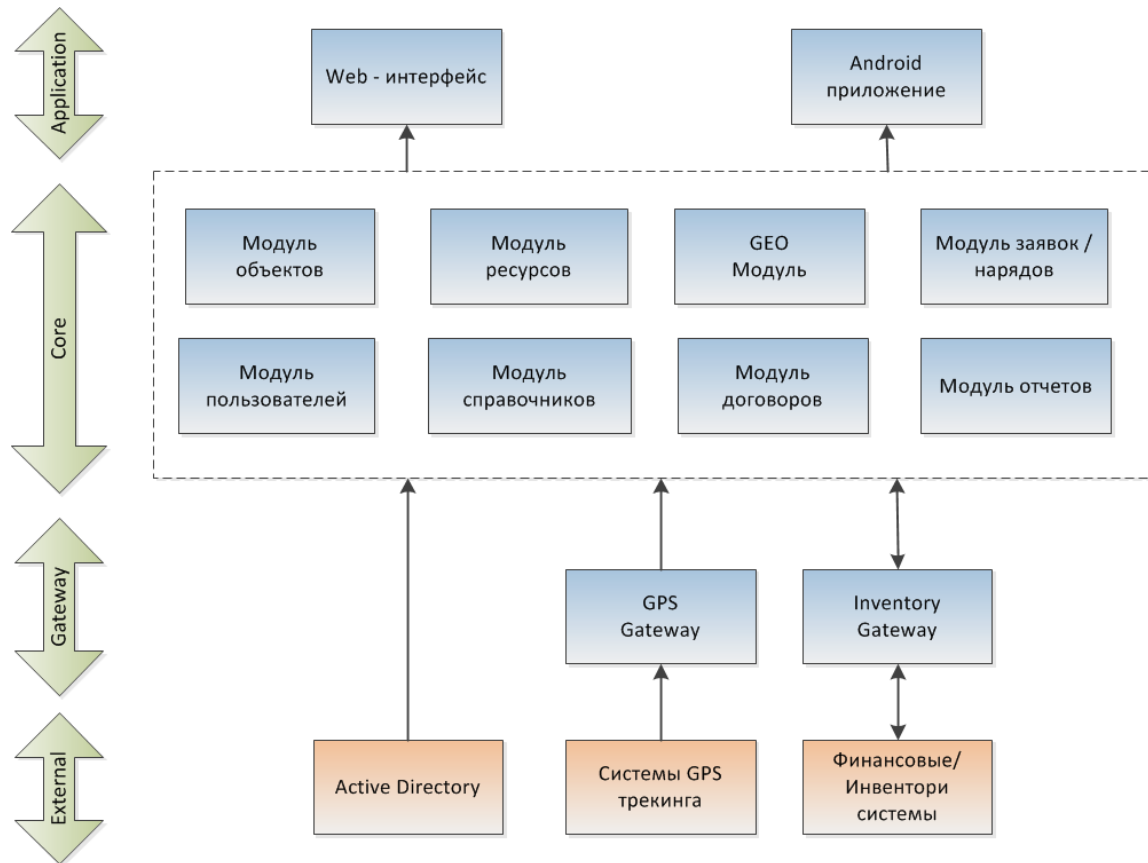 Application
Web - интерфейс
Android
приложение
Core
Модуль
объектов
Модуль
ресурсов
GEO
Модуль
Модуль заявок /
нарядов
Модуль
пользователей
Модуль
справочников
Модуль
договоров
Модуль отчетов
Gateway
GPS
Gateway
Inventory
Gateway
External
Active Directory
Системы GPS
трекинга
Финансовые/
Инвентори
системы